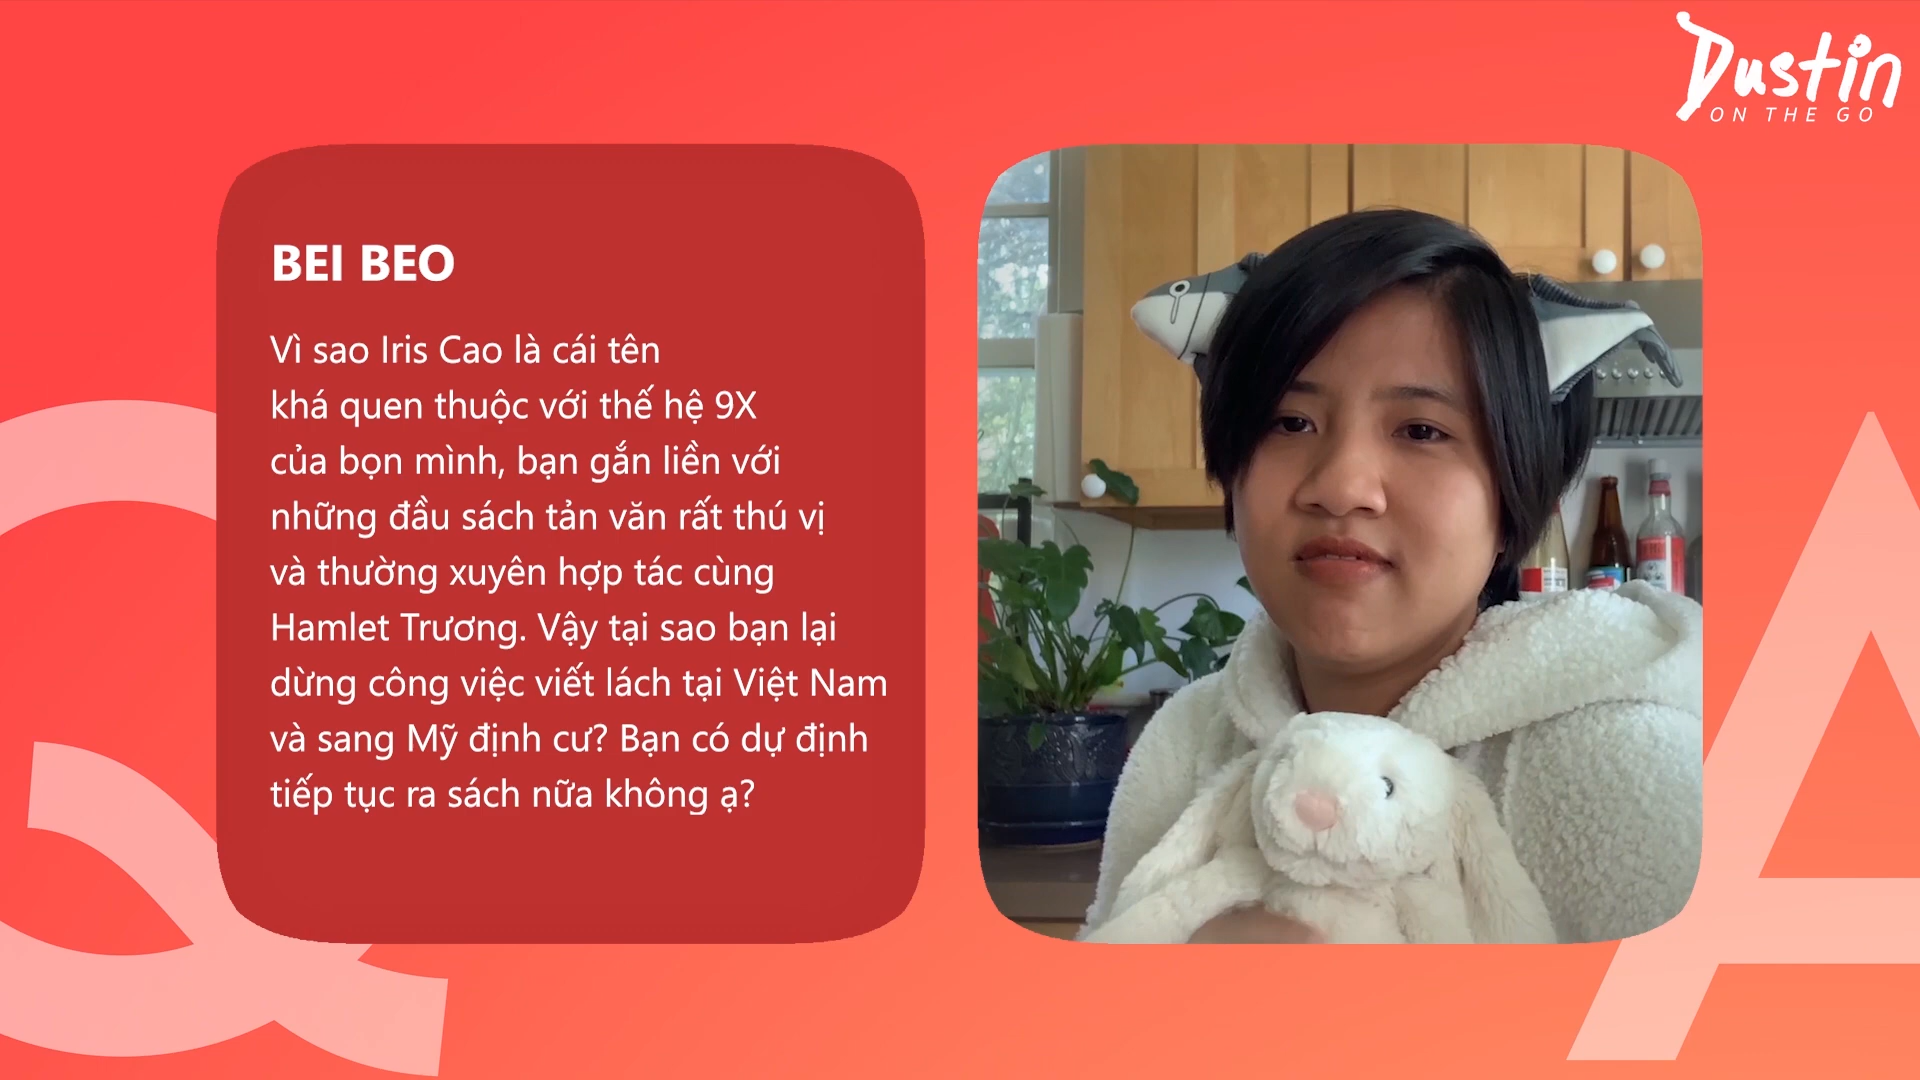 Dustin
ON THE GO
BEI BEO
Vì sao Iris Cao là cái tên
khá quen thuộc với thế hệ 9X
của bọn mình, bạn gắn liền với
những đầu sách tản văn rất thú vị
và thường xuyên hợp tác cùng
Hamlet Trương. Vậy tại sao bạn lại
dừng công việc viết lách tại Việt Nam
và sang Mỹ định cư? Bạn có dự định
tiếp tục ra sách nữa không ạ?
Q
A